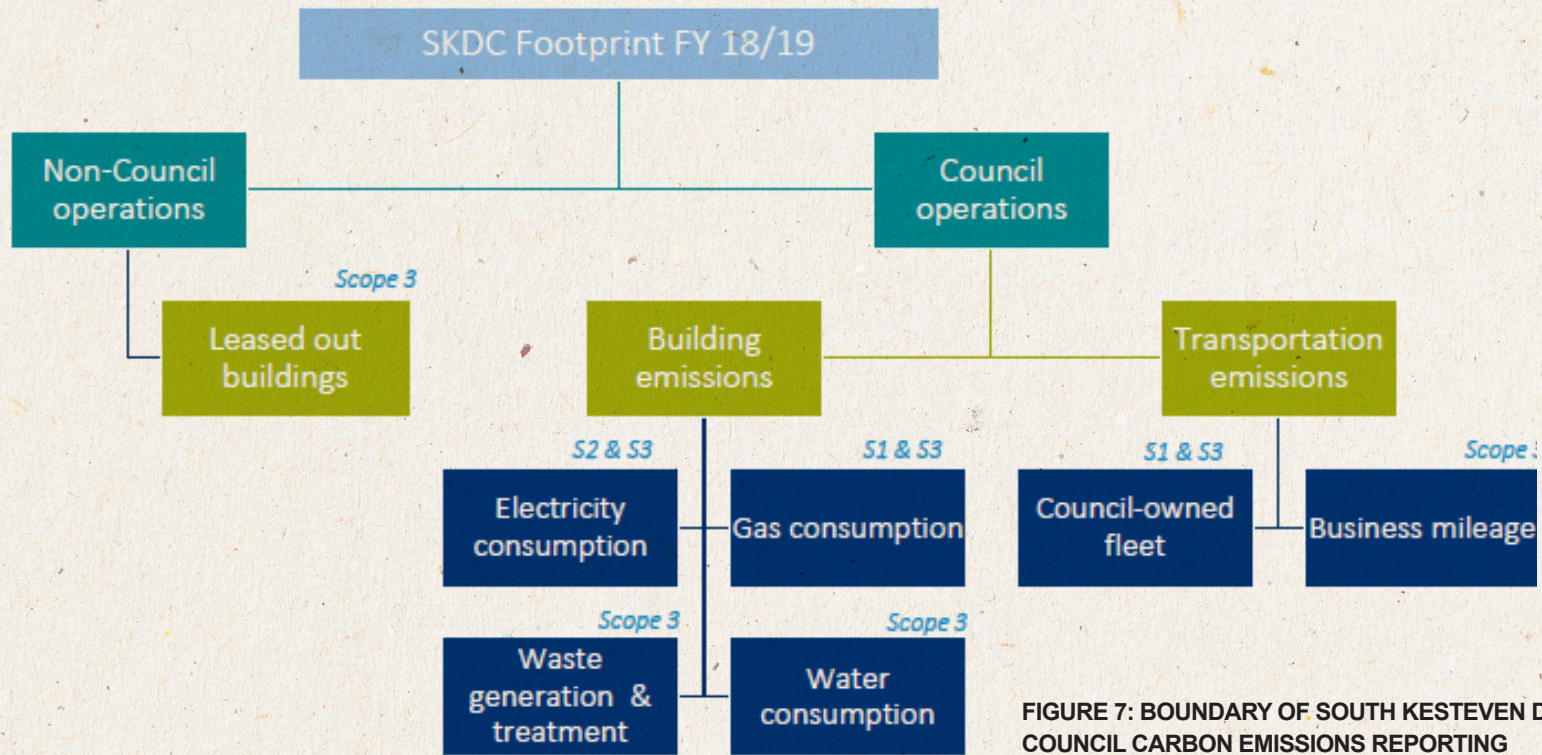 SKDC Footprint FY 18/19
Non-Council
operations
Council
operations
Scope 3
Leased out
buildings
Building
emissions
Transportation
emissions
S2 & S3
Electricity
consumption
S1 & S3
Gas consumption
S1 & S3
Council-owned
fleet
Scope
Business mileage
Scope 3
Waste
generation & 
treatment
Scope 3
Water
consumption
FIGURE 7: BOUNDARY OF SOUTH KESTEVEN
COUNCIL CARBON EMISSIONS REPORTING